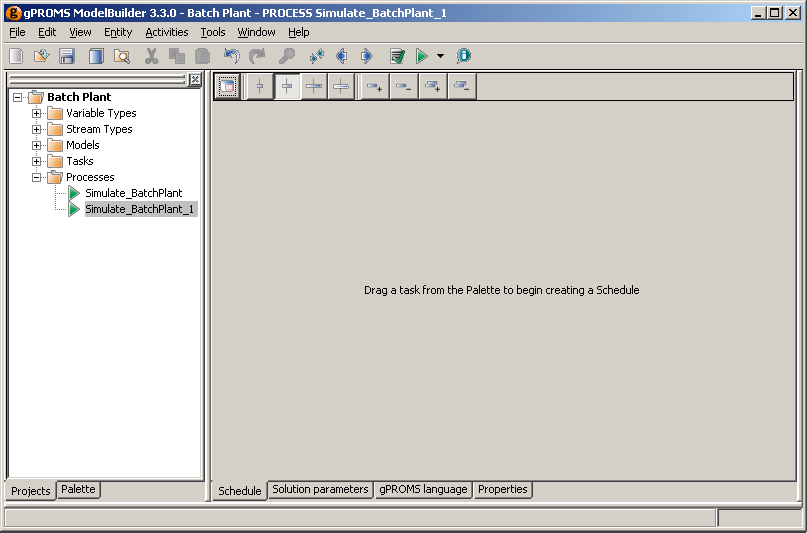 gPROMS ModelBuilder 3.3.0 - Batch Plant - PROCESS Simulate_BatchPlant_1
File Edit View Entity Activities Tools Window Help
Batch Plant
Variable Types
Stream Types
Models
Tasks
Processes
Simulate_BatchPlant
Simulate_BatchPlant_1
Drag a task from the Palette to begin creating a Schedule
Projects Palette
Schedule Solution parameters gPROMS language Properties